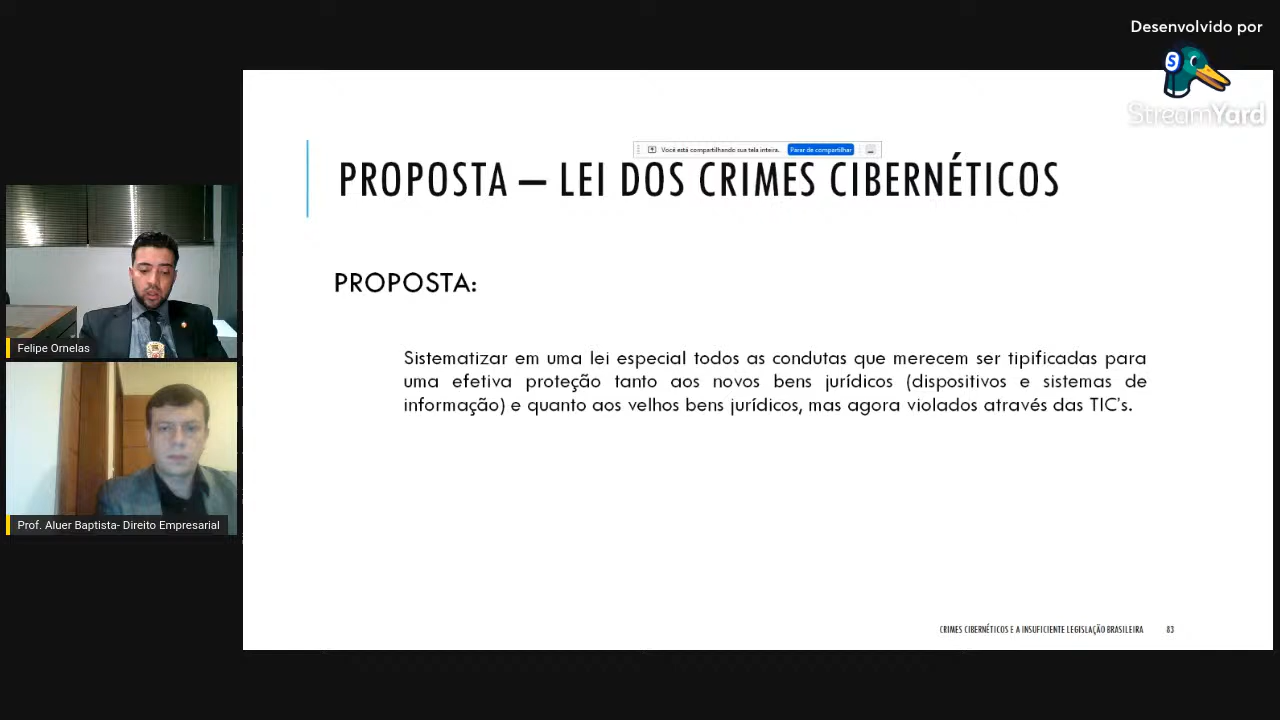 Desenvolvido por
S
StreamYard
Você está compartilhando sua tela inteira.
Parar de compartilhar
PROPOSTA – LEI DOS CRIMES CIBERNÉTICOS
PROPOSTA:
Sistematizar em uma lei especial todos as condutas que merecem ser tipificadas para
uma efetiva proteção tanto aos novos bens jurídicos (dispositivos e sistemas de
informação) e quanto aos velhos bens jurídicos, mas agora violados através das TIC's.
Felipe Ornelas
Prof. Aluer Baptista- Direito Empresarial
CRIMES CIBERNÉTICOS E A INSUFICIENTE LEGISLAÇÃO BRASILEIRA 83